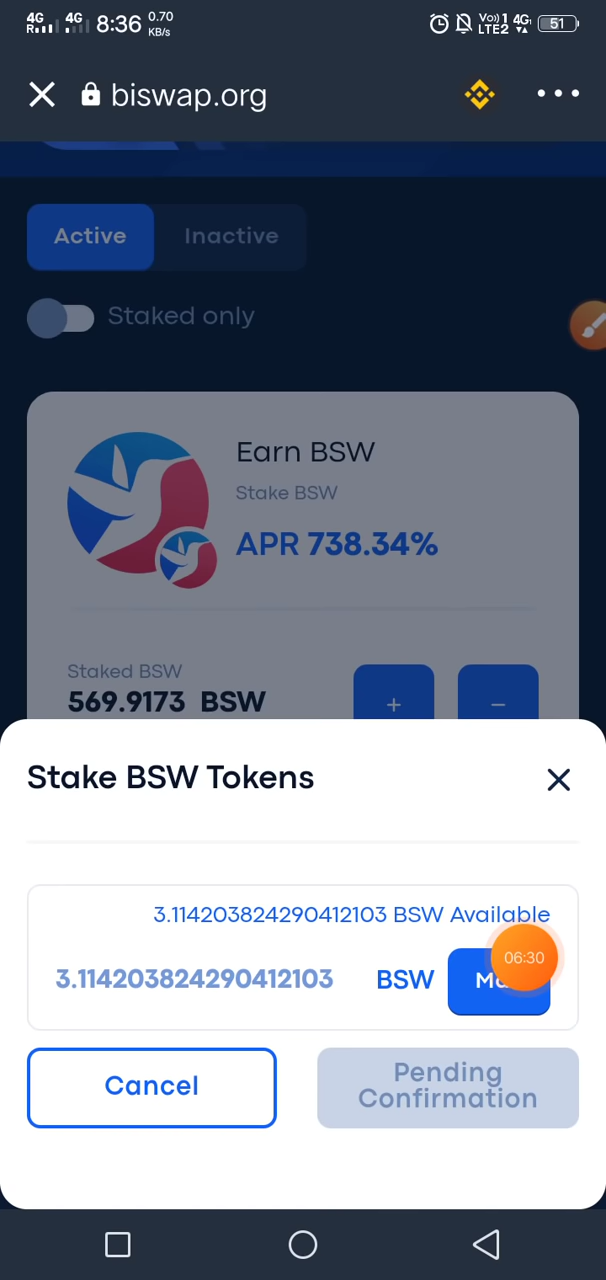 4G 4G 8:36 0.70
R KB/s
Vo)) 1 4G
LTE2 51
biswap.org
Active Inactive
Staked only
Earn BSW
Stake BSW
APR 738.34%
Staked BSW
569.9173 BSW
+ −
Stake BSW Tokens
3.114203824290412103 BSW Available
3.114203824290412103 BSW
06:30
Cancel
Pending
Confirmation